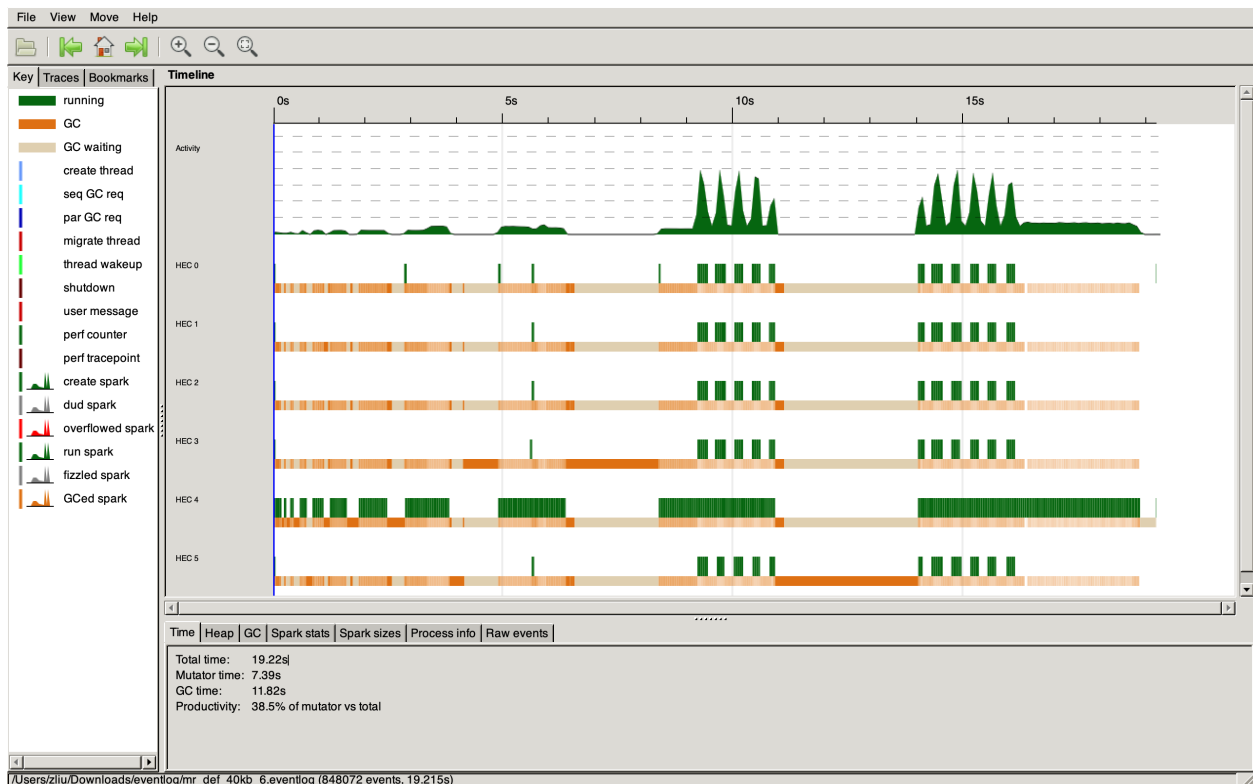 File View Move Help
Key Traces Bookmarks
running
GC
GC waiting
create thread
seq GC req
par GC req
migrate thread
thread wakeup
shutdown
user message
perf counter
perf tracepoint
create spark
dud spark
overflowed spark
run spark
fizzled spark
GCed spark
Timeline
0s 5s 10s 15s
Activity
HEC 0
HEC 1
HEC 2
HEC 3
HEC 4
HEC 5
Time Heap GC Spark stats Spark sizes Process info Raw events
Total time: 19.22s
Mutator time: 7.39s
GC time: 11.82s
Productivity: 38.5% of mutator vs total
/Users/zliu/Downloads/eventlog/mr_def_40kb_6.eventlog (848072 events, 19.215s)